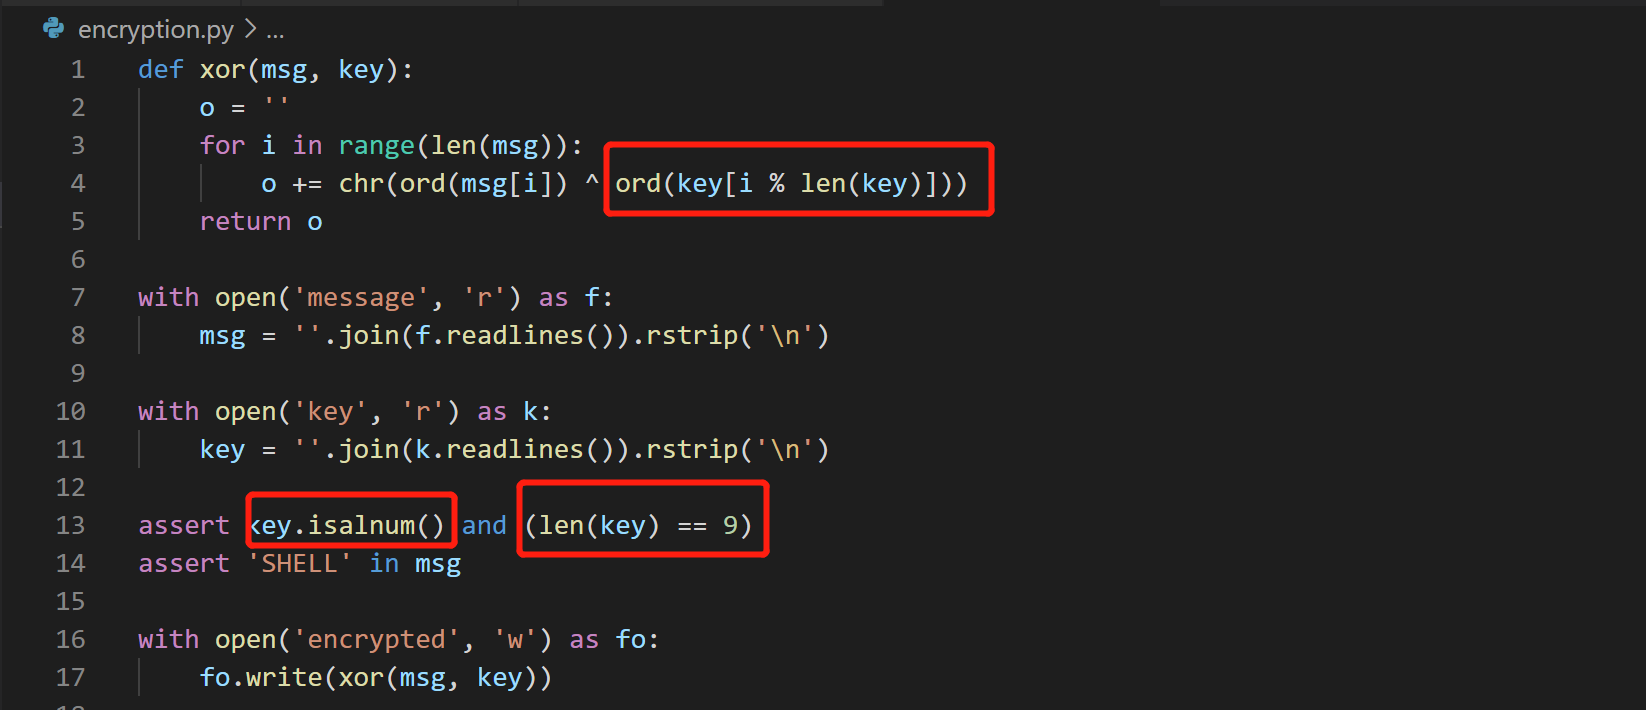 encryption.py > ...
1 def xor(msg, key):
2     o = ''
3     for i in range(len(msg)):
4         o += chr(ord(msg[i]) ^ ord(key[i % len(key)]))
5     return o
6
7 with open('message', 'r') as f:
8     msg = ''.join(f.readlines()).rstrip('\n')
9
10 with open('key', 'r') as k:
11     key = ''.join(k.readlines()).rstrip('\n')
12
13 assert key.isalnum() and (len(key) == 9)
14 assert 'SHELL' in msg
15
16 with open('encrypted', 'w') as fo:
17     fo.write(xor(msg, key))